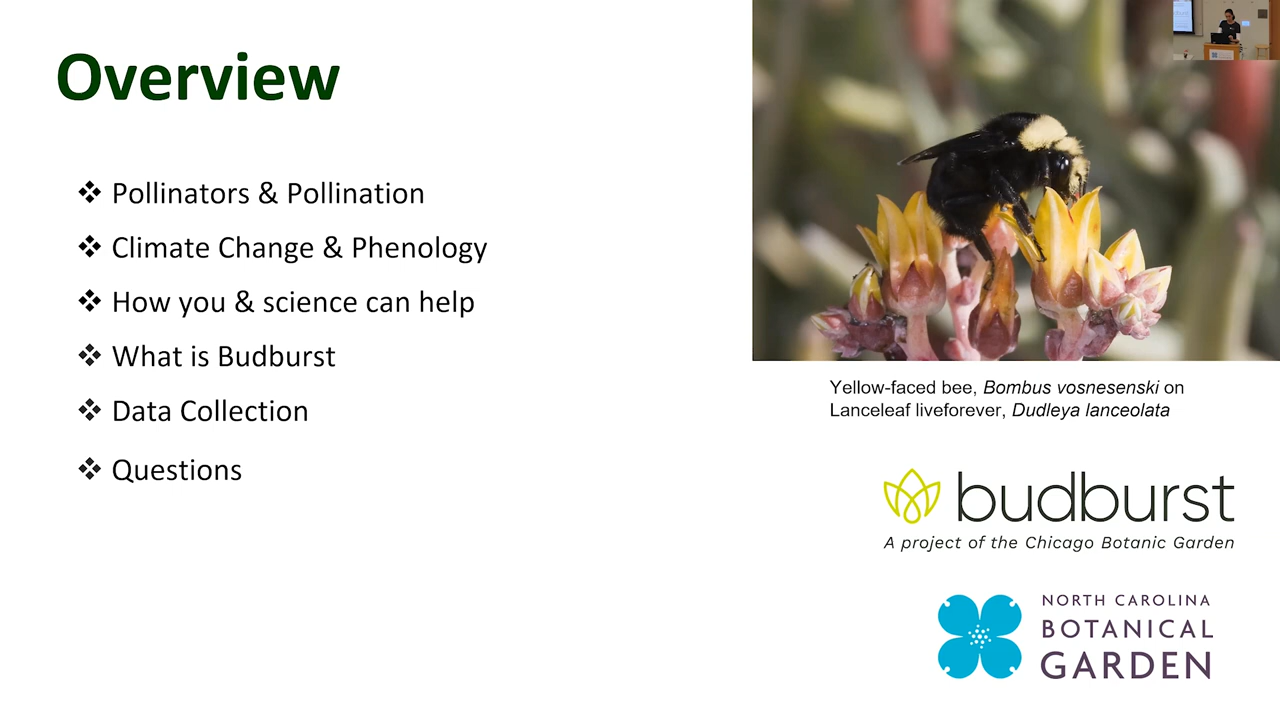 Overview
❖ Pollinators & Pollination
❖ Climate Change & Phenology
❖ How you & science can help
❖ What is Budburst
❖ Data Collection
❖ Questions
Yellow-faced bee, Bombus vosnesenski on
Lanceleaf liveforever, Dudleya lanceolata
budburst
A project of the Chicago Botanic Garden
NORTH CAROLINA
BOTANICAL
GARDEN